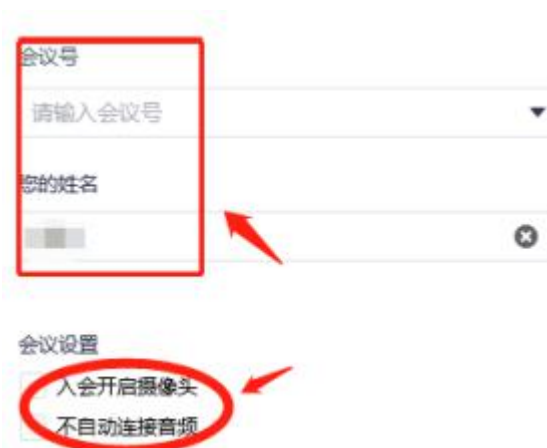 会议号
请输入会议号
您的姓名
会议设置
入会开启摄像头
不自动连接音频